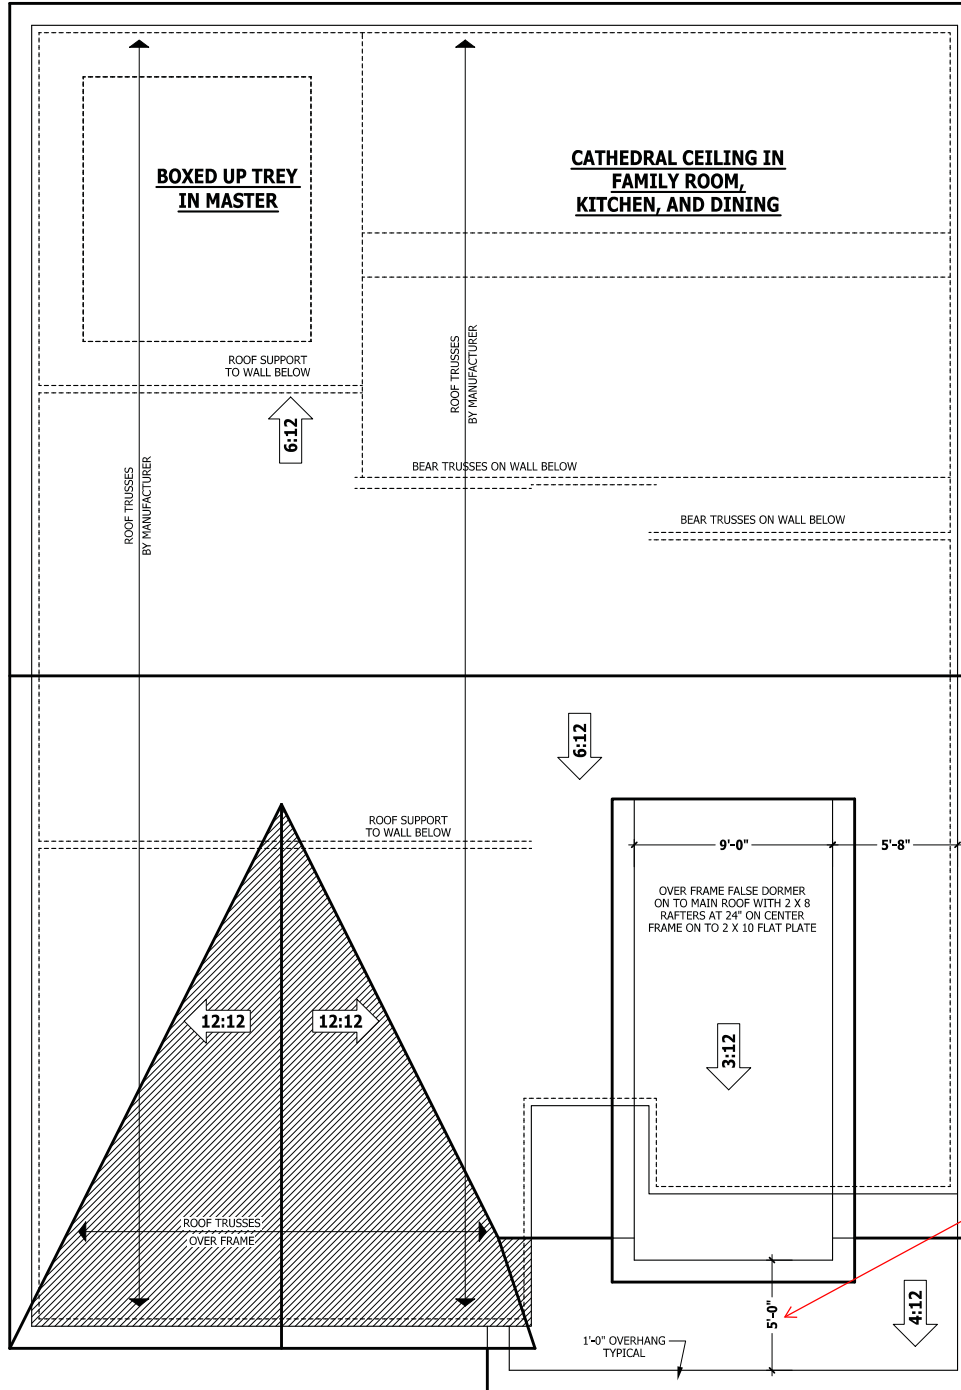 BOXED UP TREY
IN MASTER
CATHEDRAL CEILING IN
FAMILY ROOM,
KITCHEN, AND DINING
ROOF TRUSSES
BY MANUFACTURER
ROOF SUPPORT
TO WALL BELOW
6:12
BEAR TRUSSES ON WALL BELOW
ROOF TRUSSES
BY MANUFACTURER
BEAR TRUSSES ON WALL BELOW
6:12
ROOF SUPPORT
TO WALL BELOW
9'-0"
5'-8"
OVER FRAME FALSE DORMER
ON TO MAIN ROOF WITH 2 X 8
RAFTERS AT 24" ON CENTER
FRAME ON TO 2 X 10 FLAT PLATE
12:12
12:12
3:12
ROOF TRUSSES
OVER FRAME
5'-0"
4:12
1'-0" OVERHANG
TYPICAL